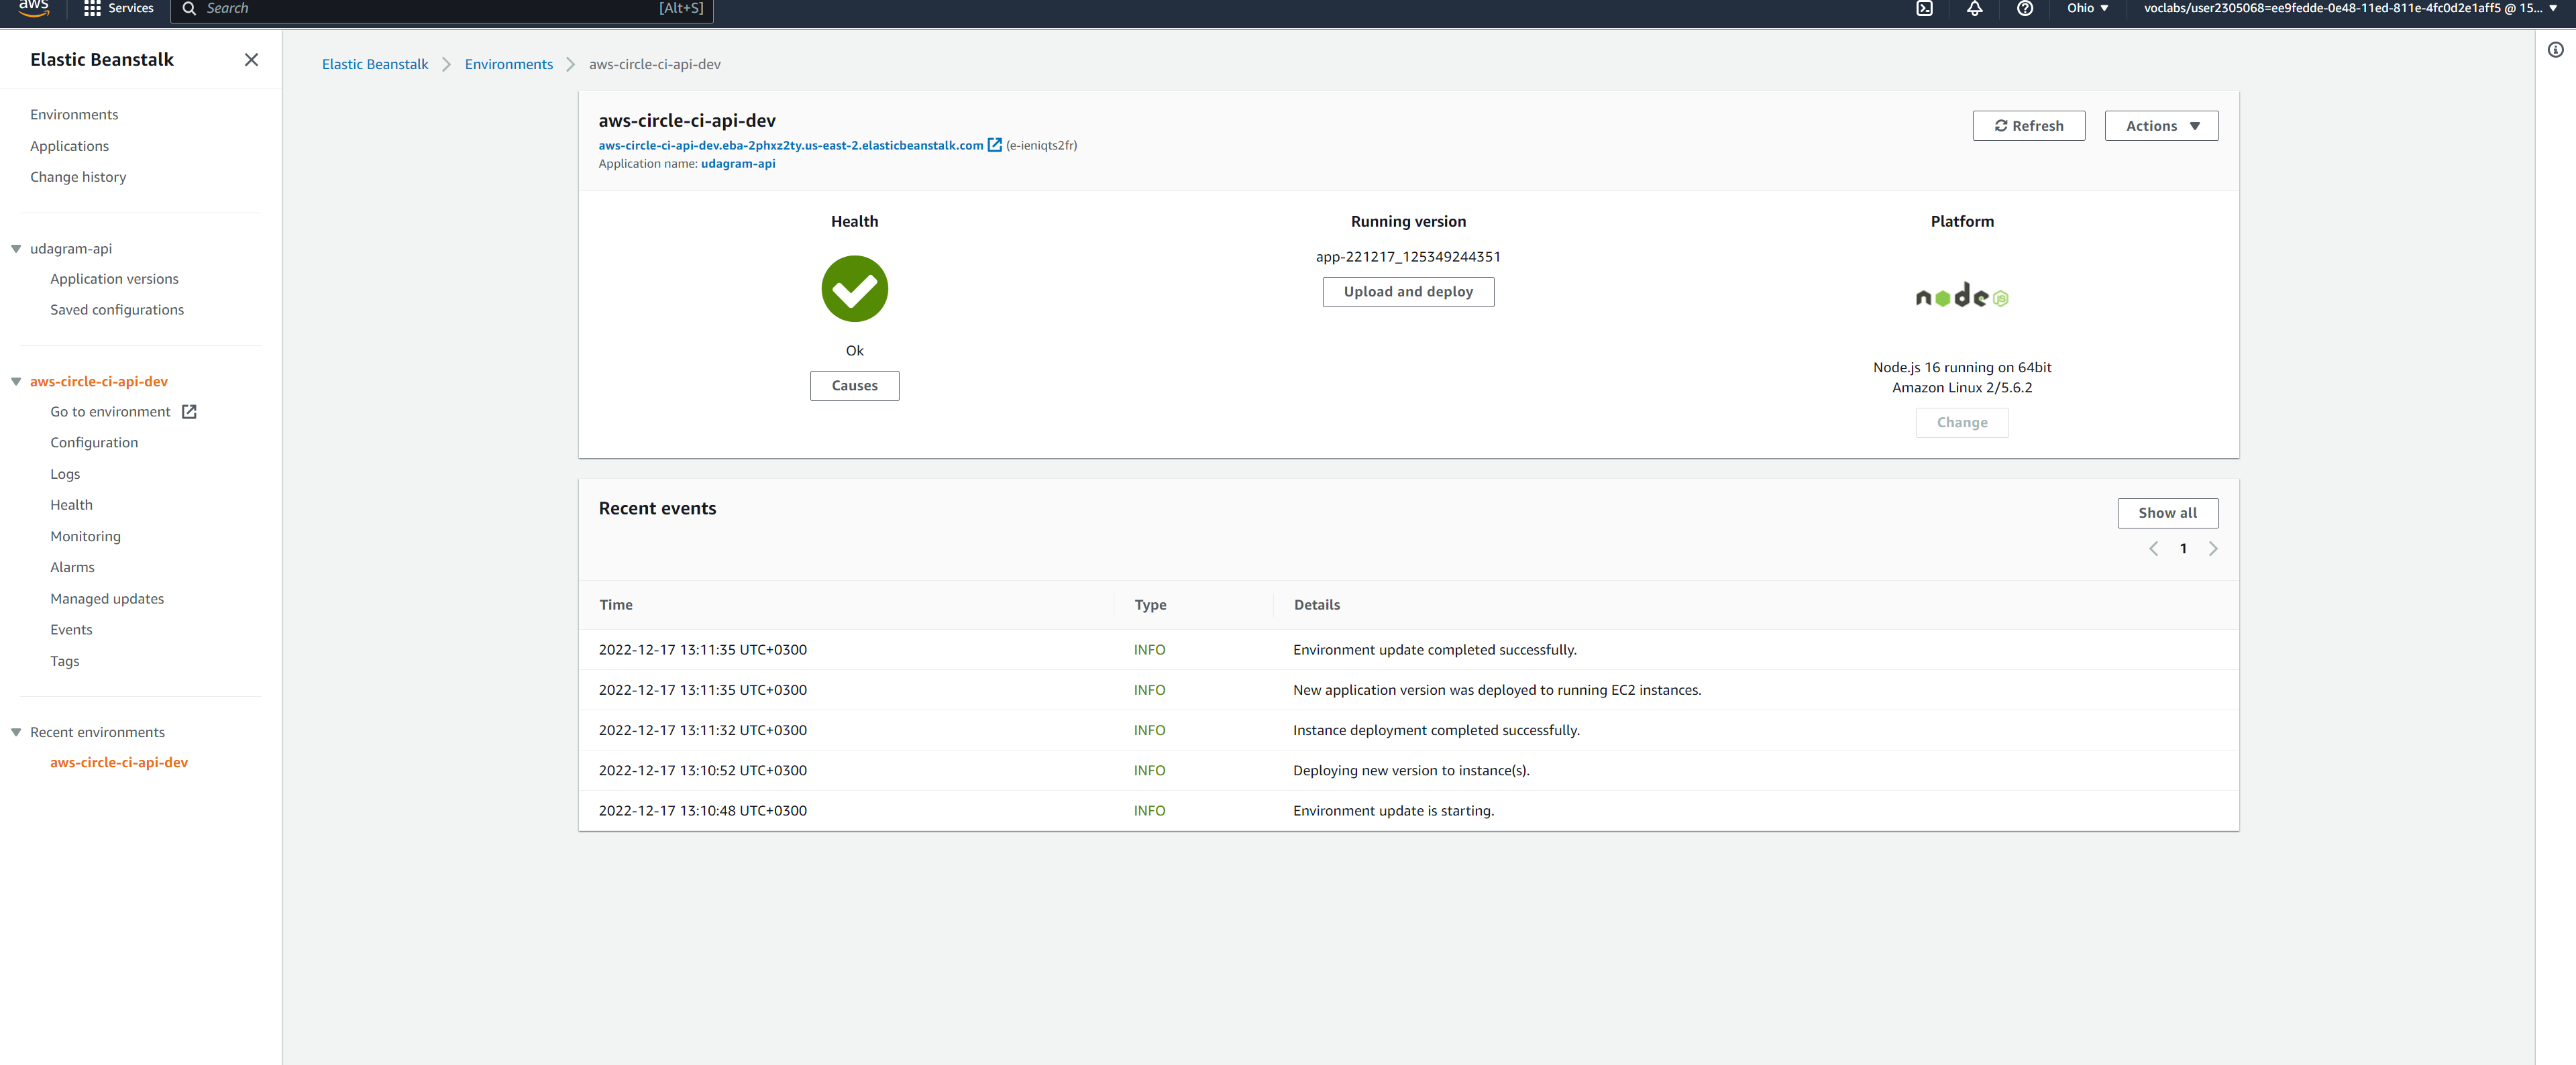 aws
Services
Search
[Alt+S]
Ohio
voclabs/user2305068=ee9fedde-0e48-11ed-811e-4fc0d2e1aff5 @ 15...
Elastic Beanstalk
Environments
Applications
Change history
udagram-api
Application versions
Saved configurations
aws-circle-ci-api-dev
Go to environment
Configuration
Logs
Health
Monitoring
Alarms
Managed updates
Events
Tags
Recent environments
aws-circle-ci-api-dev
Elastic Beanstalk
Environments
aws-circle-ci-api-dev
aws-circle-ci-api-dev
aws-circle-ci-api-dev.eba-2phxz2ty.us-east-2.elasticbeanstalk.com (e-ieniqts2fr)
Application name: udagram-api
Refresh
Actions
Health
Ok
Causes
Running version
app-221217_125349244351
Upload and deploy
Platform
node JS
Node.js 16 running on 64bit
Amazon Linux 2/5.6.2
Change
Recent events
Show all
1
Time Type Details
2022-12-17 13:11:35 UTC+0300 INFO Environment update completed successfully.
2022-12-17 13:11:35 UTC+0300 INFO New application version was deployed to running EC2 instances.
2022-12-17 13:11:32 UTC+0300 INFO Instance deployment completed successfully.
2022-12-17 13:10:52 UTC+0300 INFO Deploying new version to instance(s).
2022-12-17 13:10:48 UTC+0300 INFO Environment update is starting.